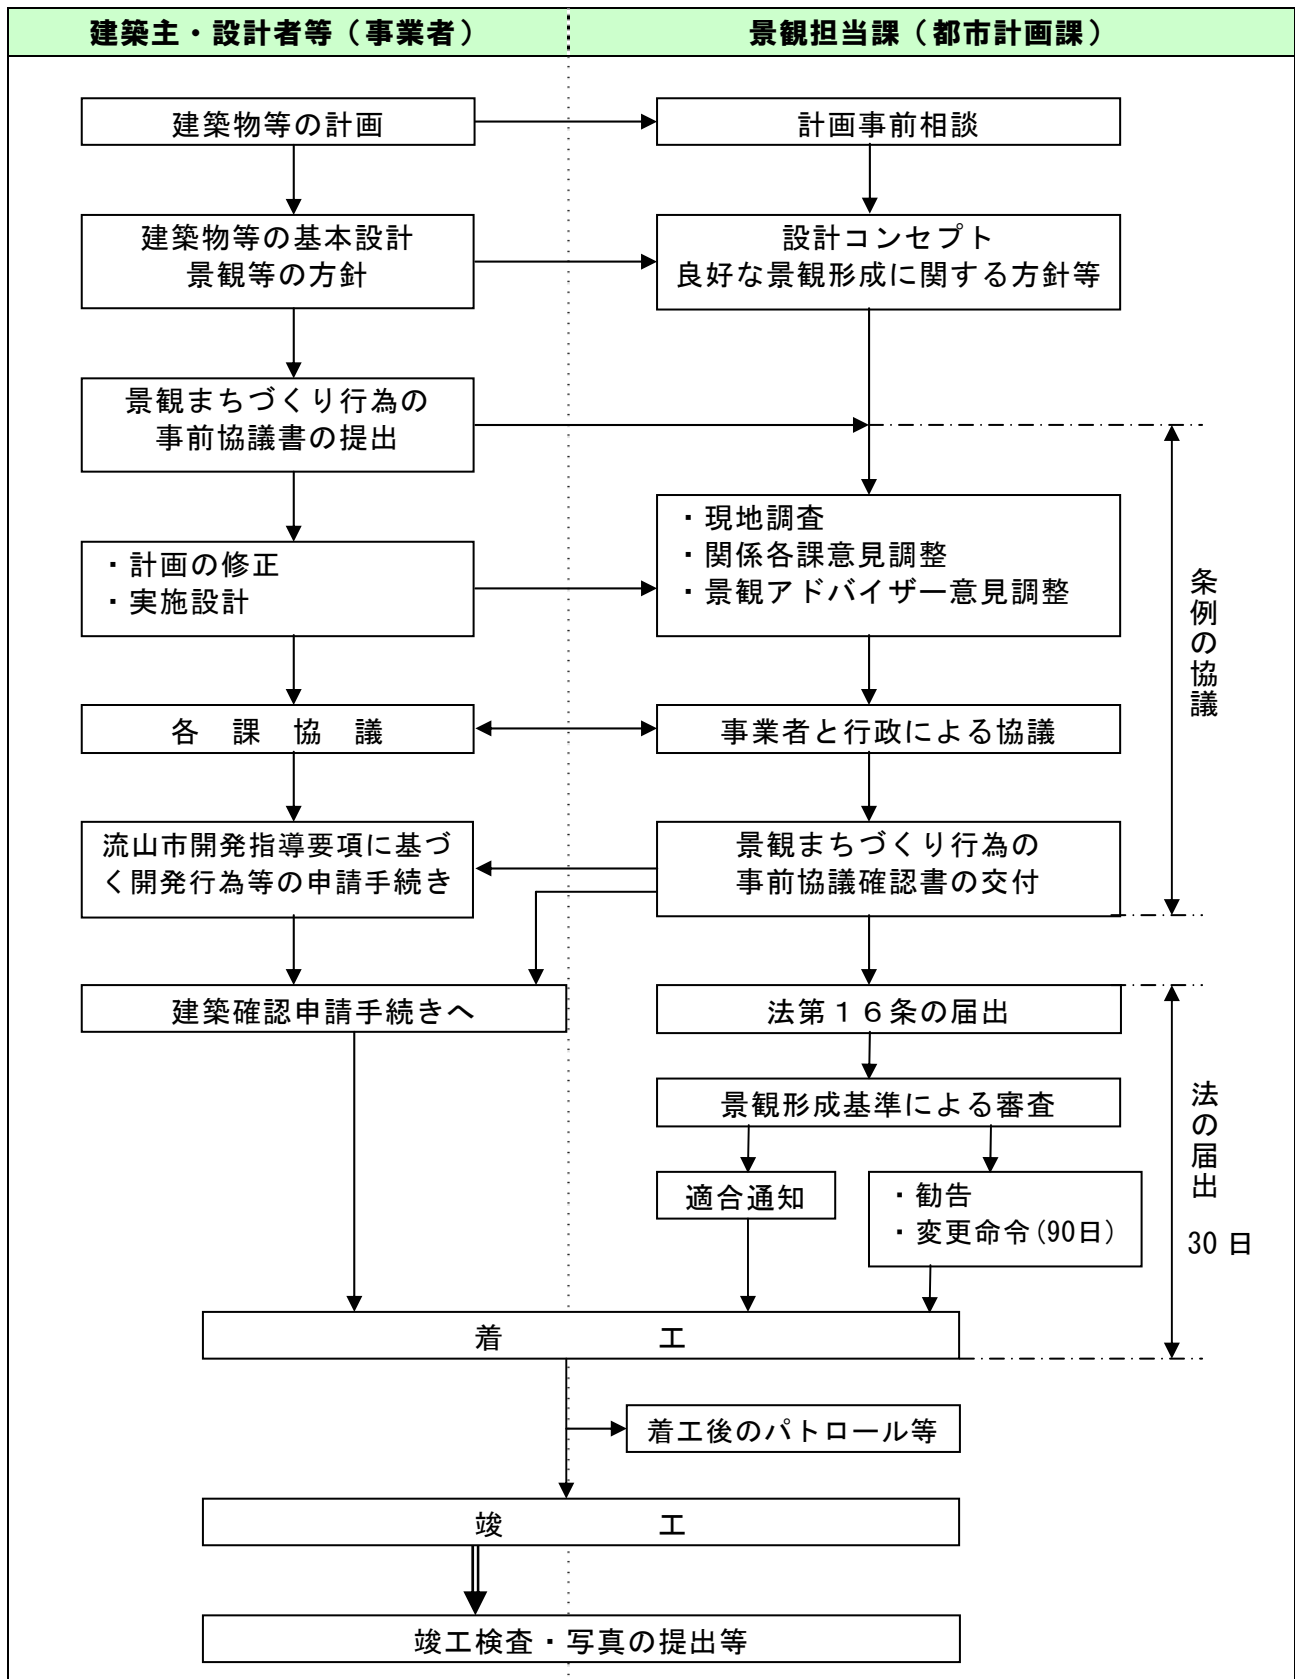 建築主・設計者等（事業者）
景観担当課（都市計画課）
建築物等の計画
計画事前相談
建築物等の基本設計
景観等の方針
設計コンセプト
良好な景観形成に関する方針等
景観まちづくり行為の
事前協議書の提出
・現地調査
・関係各課意見調整
・景観アドバイザー意見調整
・計画の修正
・実施設計
条例の協議
各　課　協　議
事業者と行政による協議
流山市開発指導要項に基づ
く開発行為等の申請手続き
景観まちづくり行為の
事前協議確認書の交付
建築確認申請手続きへ
法第１６条の届出
景観形成基準による審査
適合通知
・勧告
・変更命令(90日)
法の届出
30 日
着　　　　　工
着工後のパトロール等
竣　　　　　工
竣工検査・写真の提出等